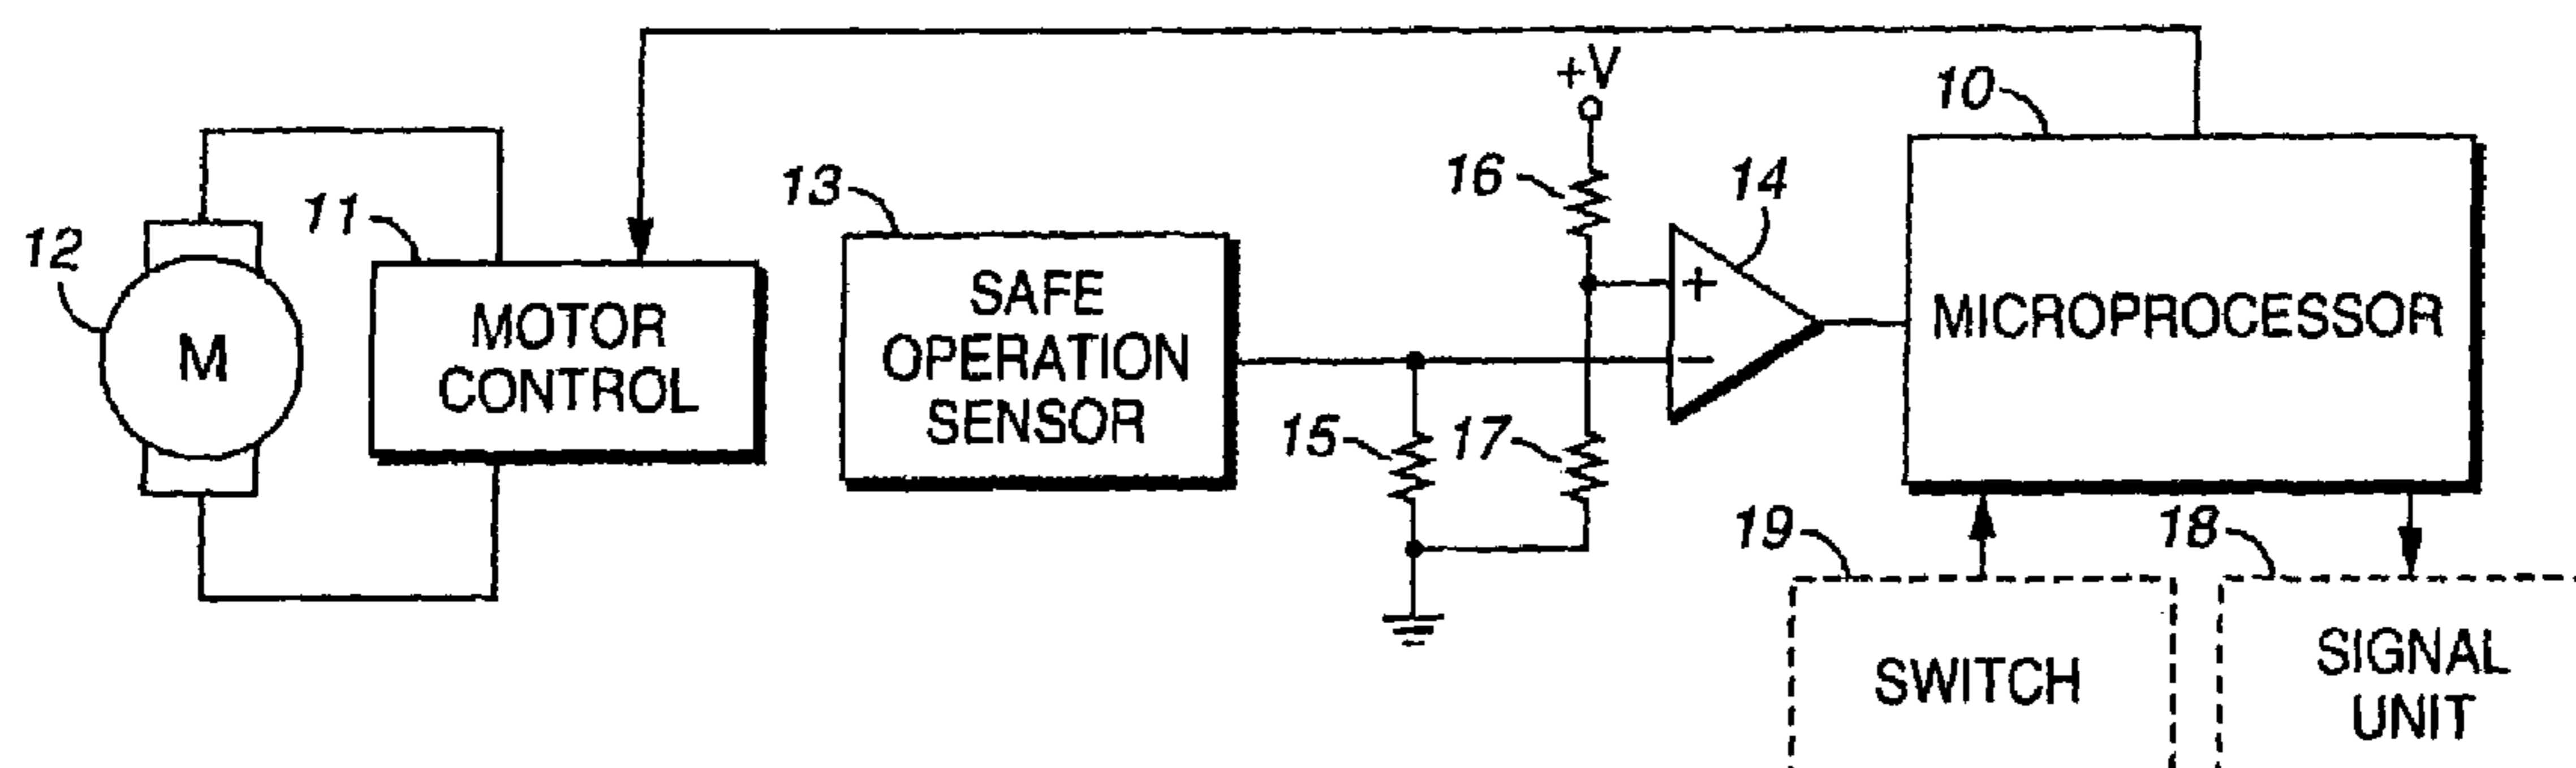 +V
10
16
14
13
11
12
M
MOTOR
CONTROL
SAFE
OPERATION
SENSOR
+
−
MICROPROCESSOR
15
17
19
18
SWITCH
SIGNAL
UNIT